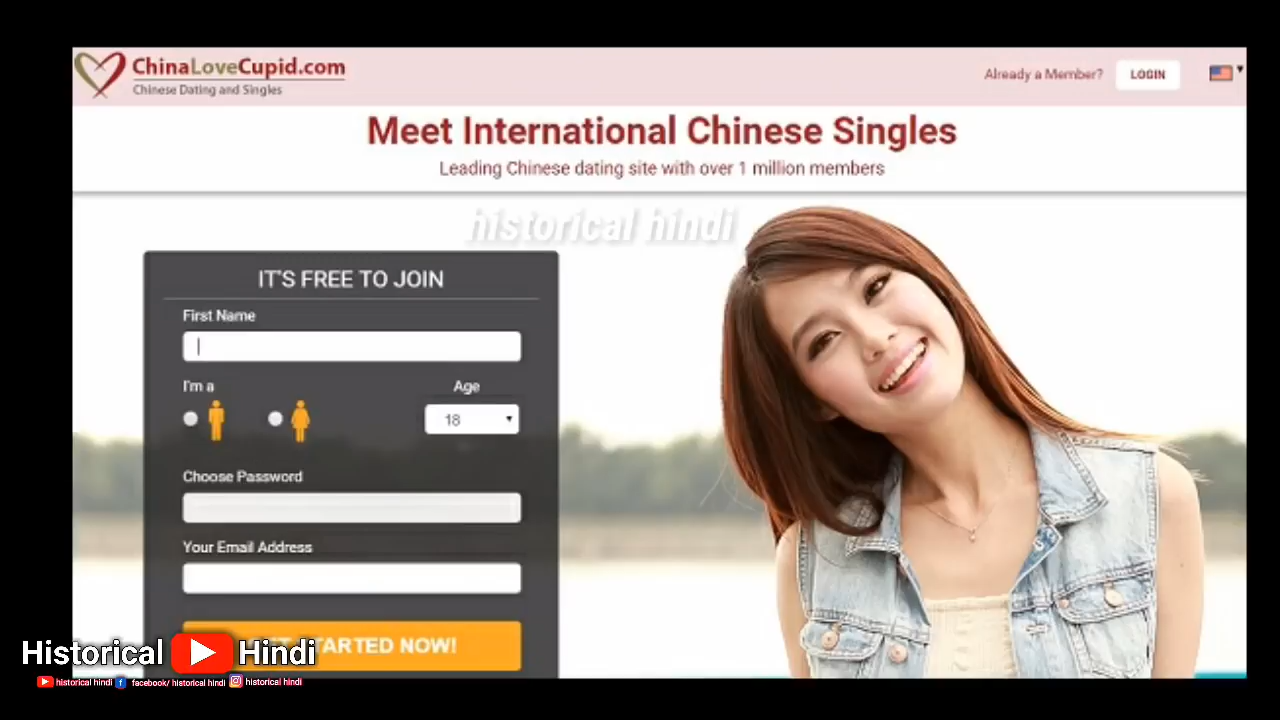 ChinaLoveCupid.com
Chinese Dating and Singles
Already a Member?
LOGIN
Meet International Chinese Singles
Leading Chinese dating site with over 1 million members
historical hindi
IT'S FREE TO JOIN
First Name
I'm a
Age
18
Choose Password
Your Email Address
STARTED NOW!
Historical Hindi
historical hindi
facebook/ historical hindi
historical hindi